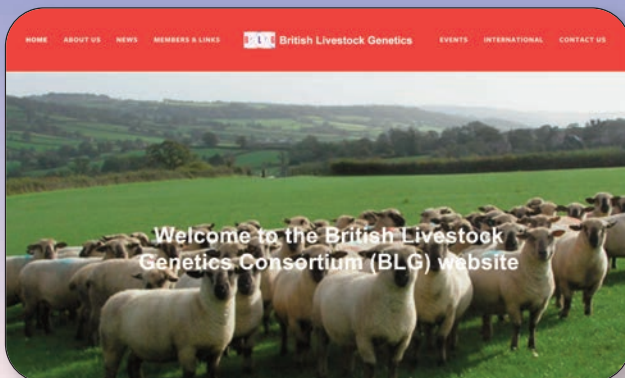 HOME ABOUT US NEWS MEMBERS & LINKS British Livestock Genetics EVENTS INTERNATIONAL CONTACT US
Welcome to the British Livestock
Genetics Consortium (BLG) website